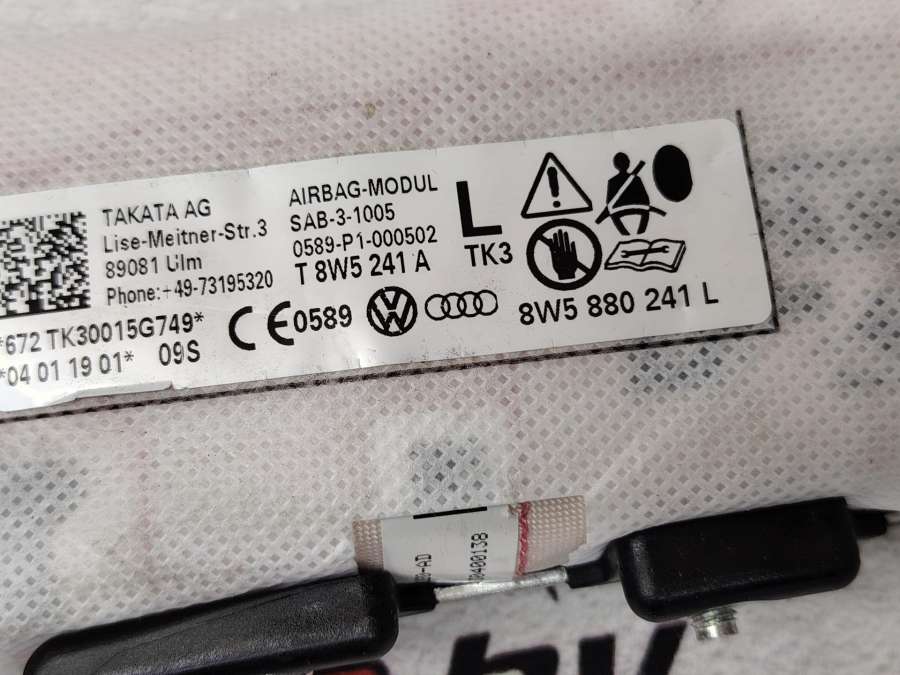 TAKATA AG
Lise-Meitner-Str.3
89081 Ulm
Phone:+49-73195320
*672 TK30015G749*
*04 01 19 01* 09S
AIRBAG-MODUL
SAB-3-1005
0589-P1-000502
T 8W5 241 A
L
TK3
CE0589
8W5 880 241 L
0400138